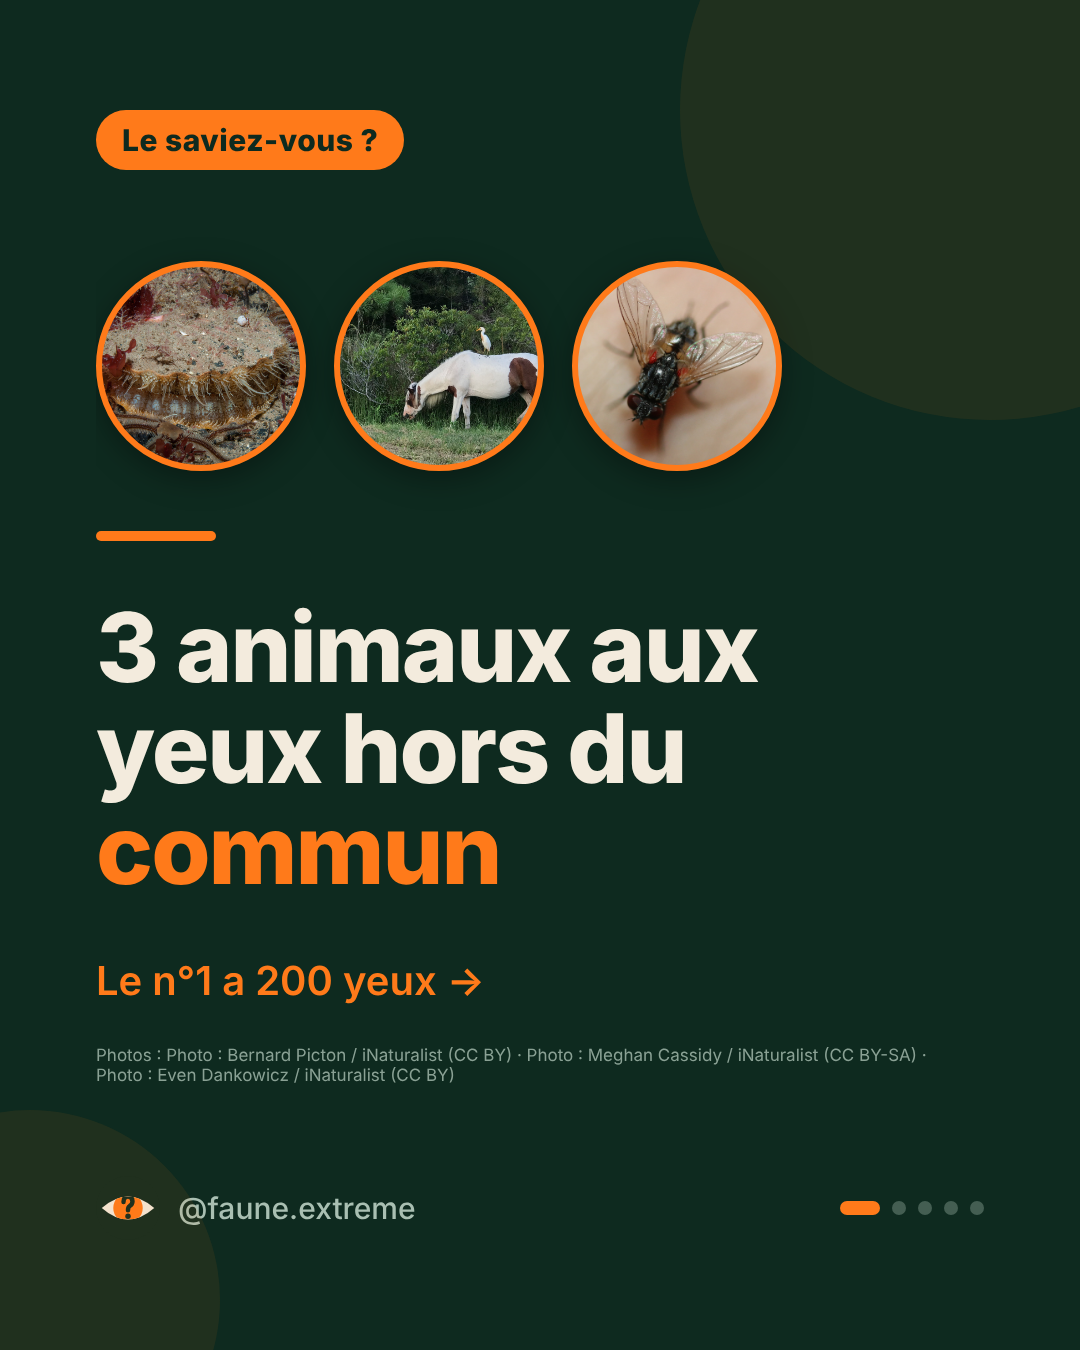 Le saviez-vous ?
3 animaux aux
yeux hors du
commun
Le n°1 a 200 yeux →
Photos : Photo : Bernard Picton / iNaturalist (CC BY) · Photo : Meghan Cassidy / iNaturalist (CC BY-SA) ·
Photo : Even Dankowicz / iNaturalist (CC BY)
?
@faune.extreme